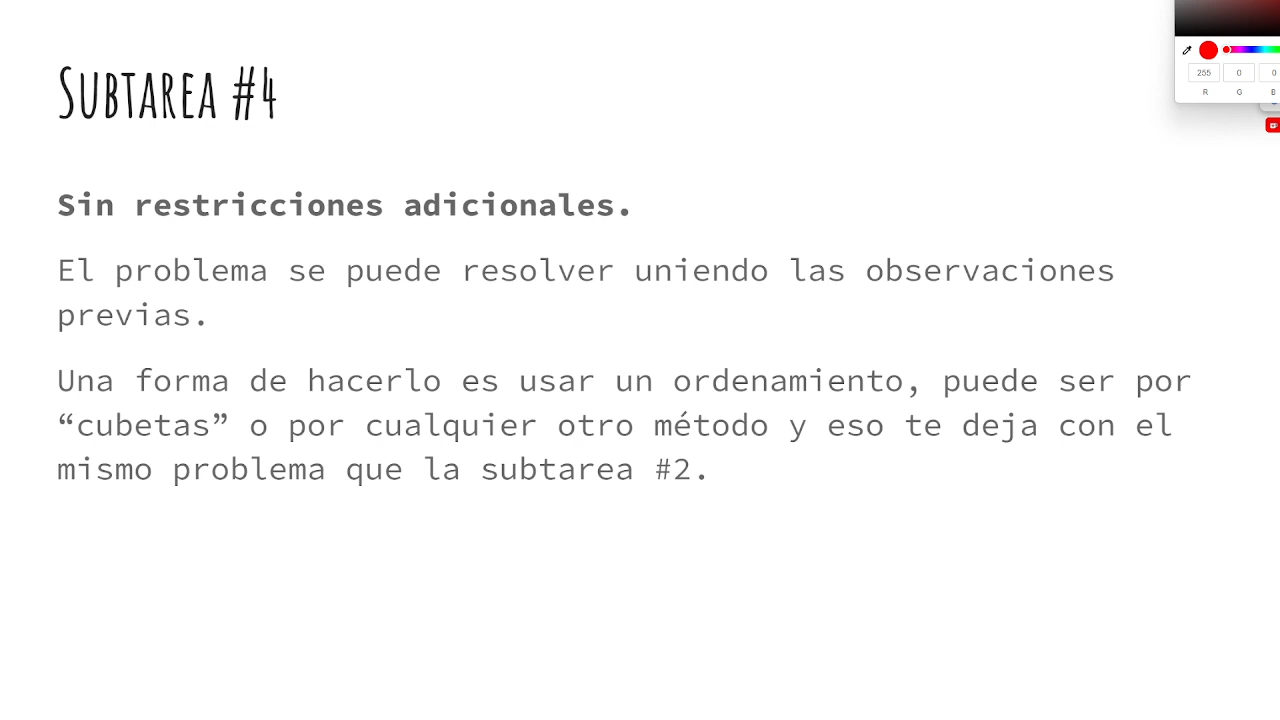 SUBTAREA #4
Sin restricciones adicionales.
El problema se puede resolver uniendo las observaciones
previas.
Una forma de hacerlo es usar un ordenamiento, puede ser por
“cubetas” o por cualquier otro método y eso te deja con el
mismo problema que la subtarea #2.
255 0 0
R G B